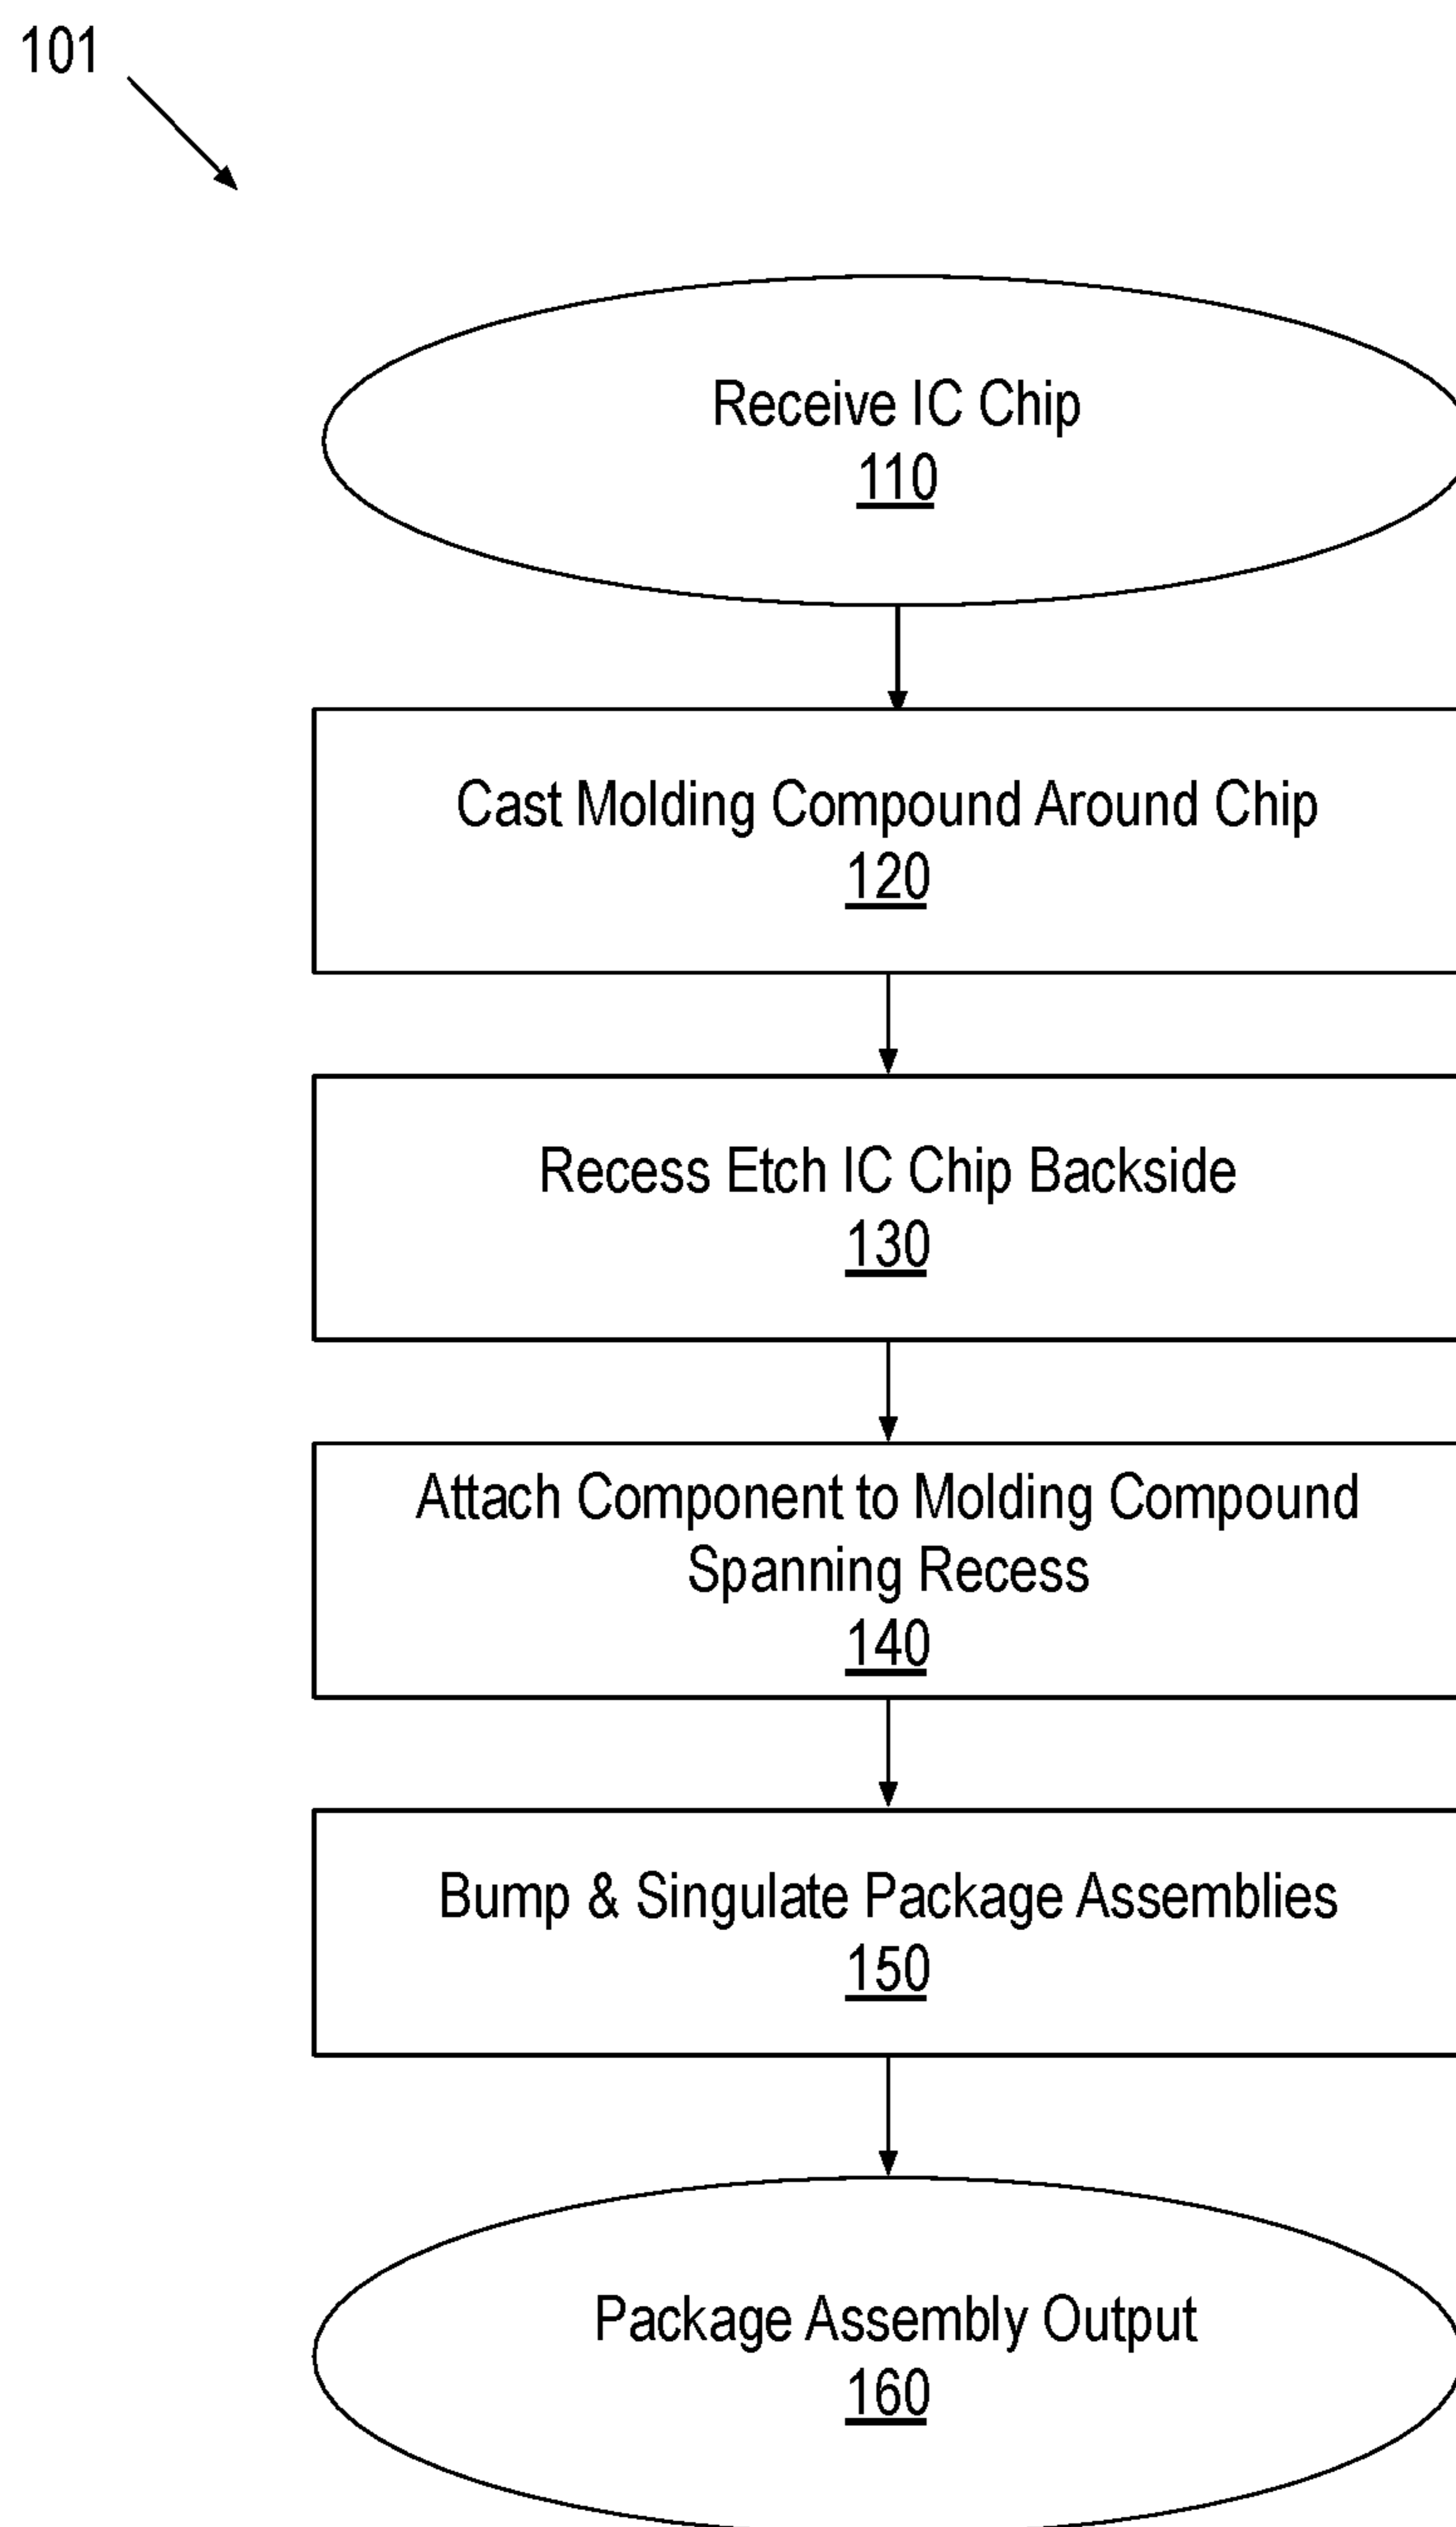 101
Receive IC Chip
110
Cast Molding Compound Around Chip
120
Recess Etch IC Chip Backside
130
Attach Component to Molding Compound
Spanning Recess
140
Bump & Singulate Package Assemblies
150
Package Assembly Output
160